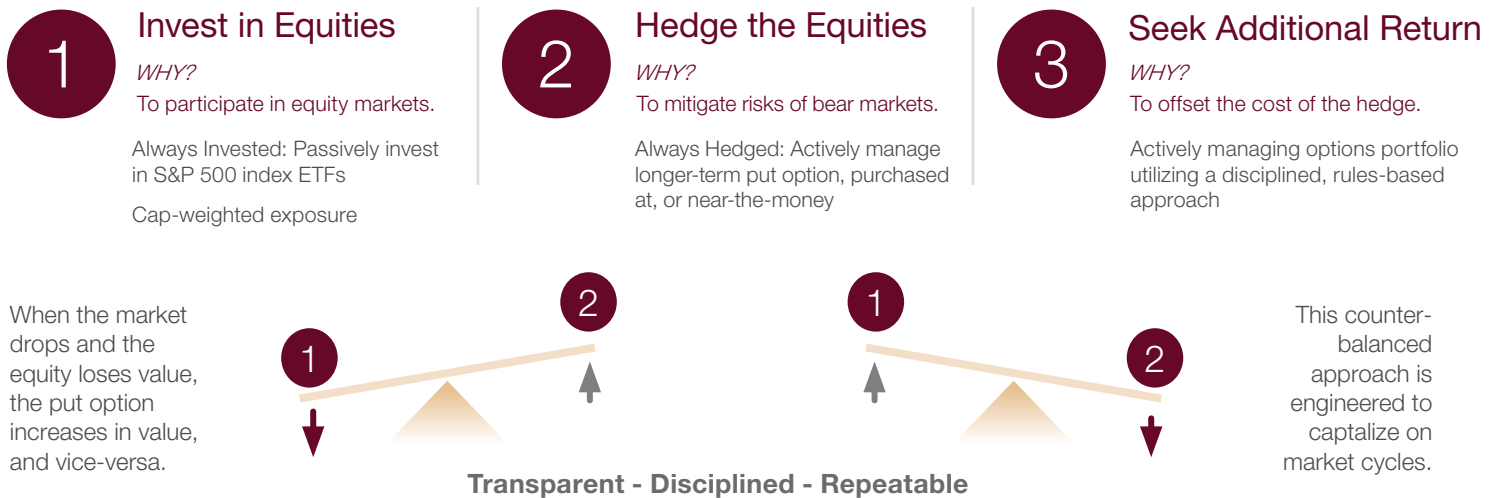 1
Invest in Equities
WHY?
To participate in equity markets.
Always Invested: Passively invest
in S&P 500 index ETFs
Cap-weighted exposure
2
Hedge the Equities
WHY?
To mitigate risks of bear markets.
Always Hedged: Actively manage
longer-term put option, purchased
at, or near-the-money
3
Seek Additional Return
WHY?
To offset the cost of the hedge.
Actively managing options portfolio
utilizing a disciplined, rules-based
approach
When the market
drops and the
equity loses value,
the put option
increases in value,
and vice-versa.
1
2
1
2
This counter-
balanced
approach is
engineered to
captalize on
market cycles.
Transparent - Disciplined - Repeatable